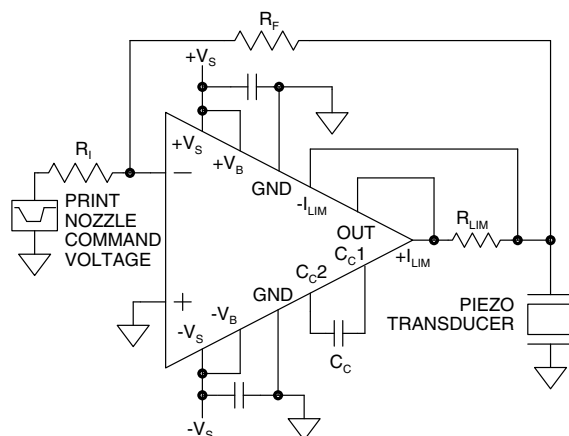 R_F
+V_S
R_I
+V_S
+V_B
GND
-I_LIM
OUT
R_LIM
+I_LIM
PRINT
NOZZLE
COMMAND
VOLTAGE
−
+
C_C1
C_C2
GND
-V_B
-V_S
C_C
PIEZO
TRANSDUCER
-V_S